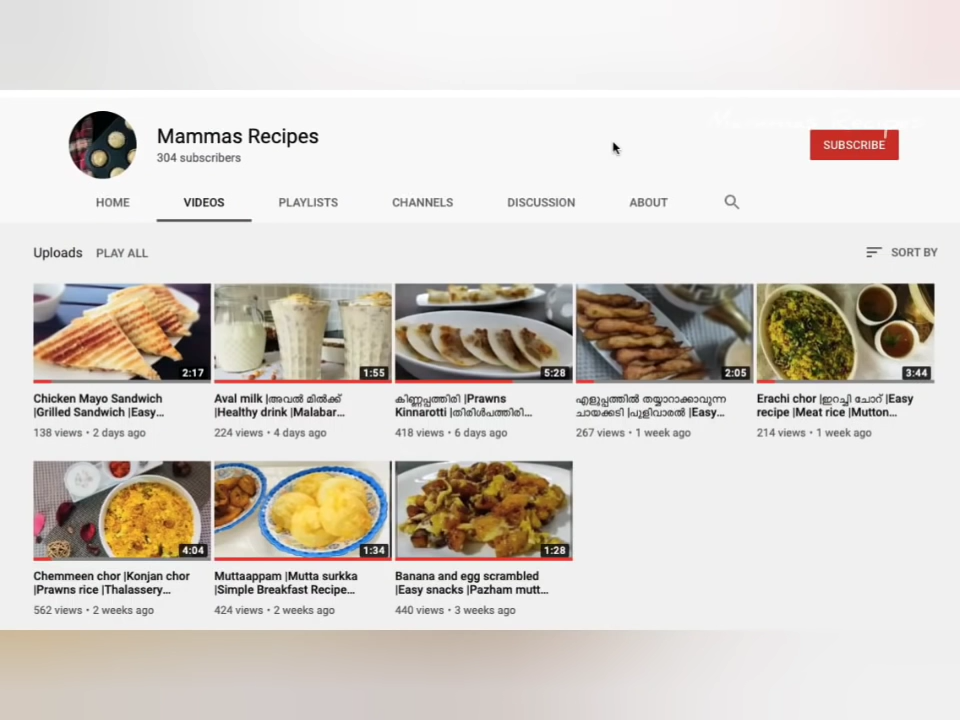 Mammas Recipes
Mammas Recipes
304 subscribers
SUBSCRIBE
HOME VIDEOS PLAYLISTS CHANNELS DISCUSSION ABOUT
Uploads PLAY ALL SORT BY
2:17 1:55 5:28 2:05 3:44
Chicken Mayo Sandwich
|Grilled Sandwich |Easy...
138 views • 2 days ago
Aval milk |അവൽ മിൽക്ക്
|Healthy drink |Malabar...
224 views • 4 days ago
കിണ്ണപ്പത്തിരി |Prawns
Kinnarotti |തിരിൾപത്തിരി...
418 views • 6 days ago
എളുപ്പത്തിൽ തയ്യാറാക്കാവുന്ന
ചായക്കടി |പുളിവാരൽ |Easy...
267 views • 1 week ago
Erachi chor |ഇറച്ചി ചോറ് |Easy
recipe |Meat rice |Mutton...
214 views • 1 week ago
4:04 1:34 1:28
Chemmeen chor |Konjan chor
|Prawns rice |Thalassery...
562 views • 2 weeks ago
Muttaappam |Mutta surkka
|Simple Breakfast Recipe...
424 views • 2 weeks ago
Banana and egg scrambled
|Easy snacks |Pazham mutt...
440 views • 3 weeks ago